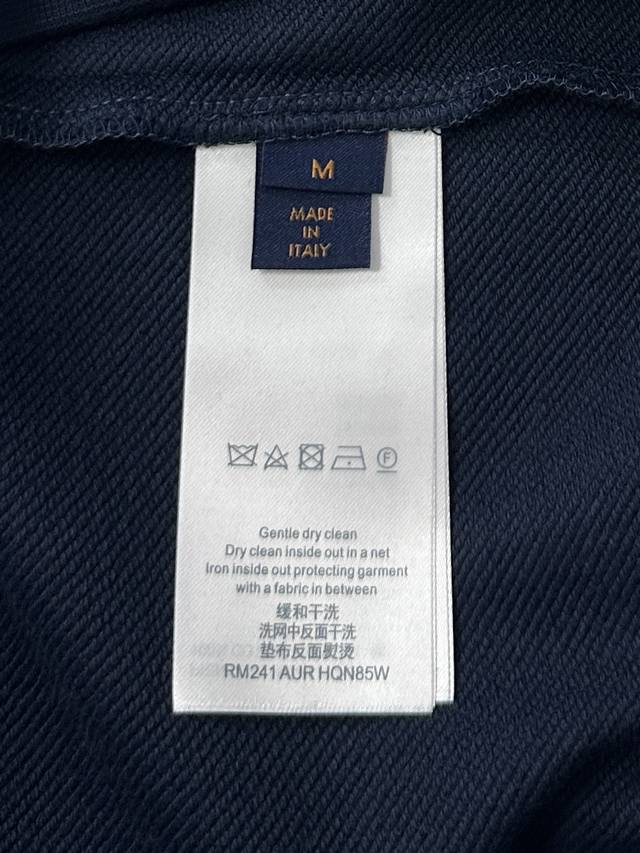 M
MADE
IN
ITALY
F
Gentle dry clean
Dry clean inside out in a net
Iron inside out protecting garment
with a fabric in between
缓和干洗
洗网中反面干洗
垫布反面熨烫
RM241 AUR HQN85W